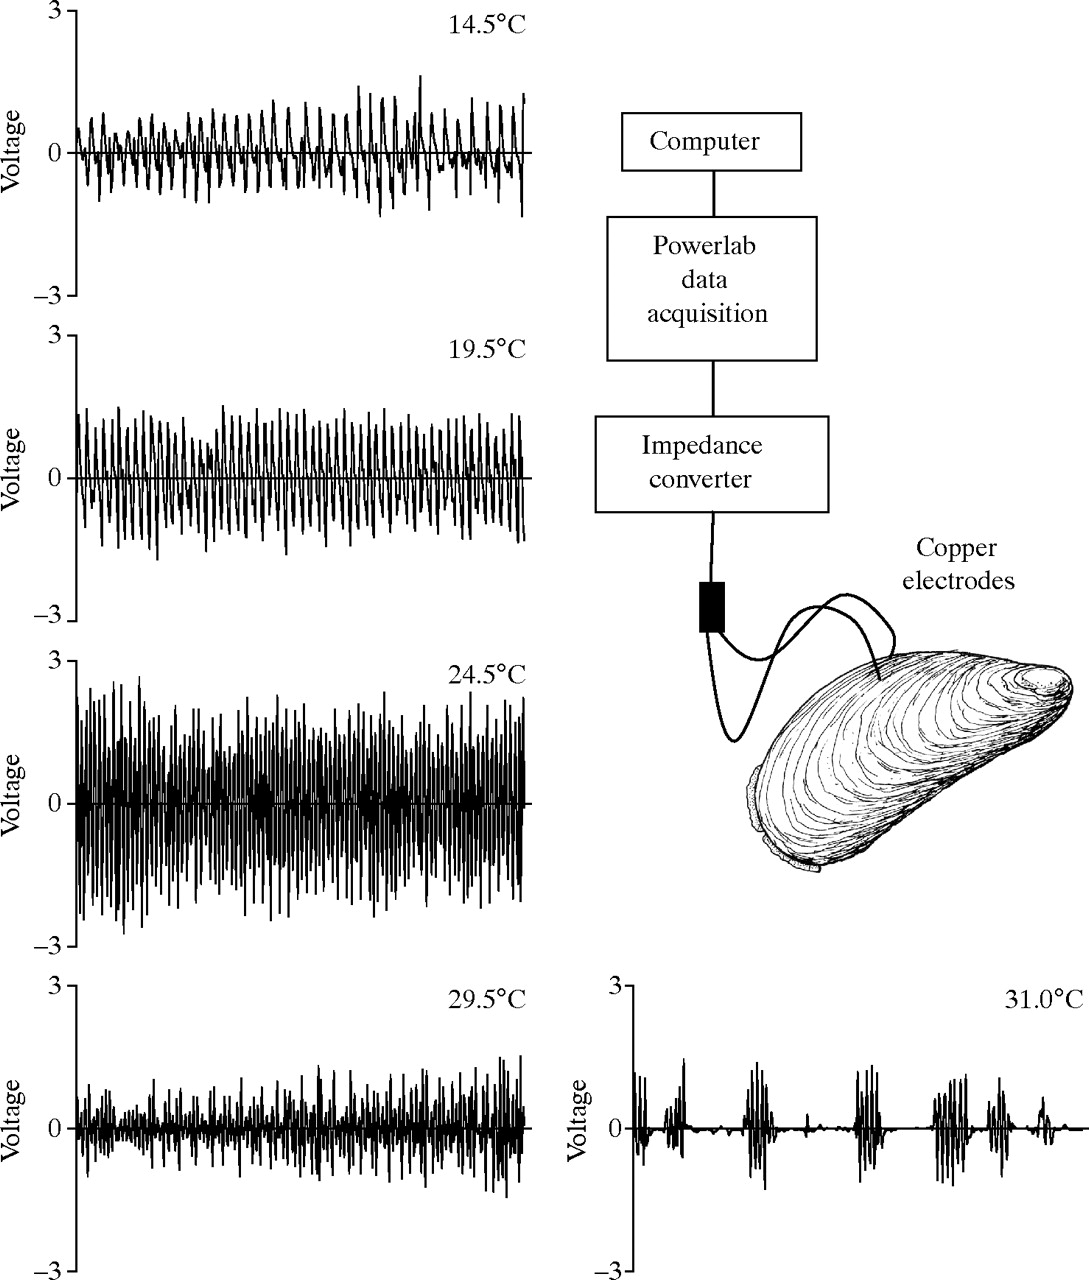 3
14.5°C
Voltage
0
–3
3
19.5°C
Voltage
0
–3
3
24.5°C
Voltage
0
–3
3
29.5°C
Voltage
0
–3
Computer
Powerlab
data
acquisition
Impedance
converter
Copper
electrodes
3
31.0°C
Voltage
0
–3